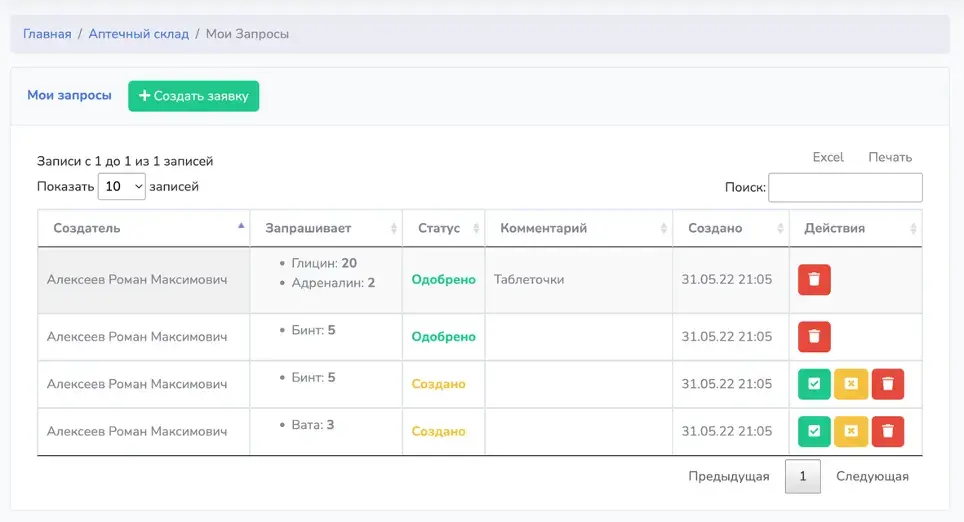 Главная / Аптечный склад / Мои Запросы
Мои запросы + Создать заявку
Записи с 1 до 1 из 1 записей
Excel Печать
Показать 10 записей
Поиск:
Создатель Запрашивает Статус Комментарий Создано Действия
Алексеев Роман Максимович • Глицин: 20 Одобрено Таблеточки 31.05.22 21:05
• Адреналин: 2
Алексеев Роман Максимович • Бинт: 5 Одобрено 31.05.22 21:05
Алексеев Роман Максимович • Бинт: 5 Создано 31.05.22 21:05
Алексеев Роман Максимович • Вата: 3 Создано 31.05.22 21:05
Предыдущая 1 Следующая